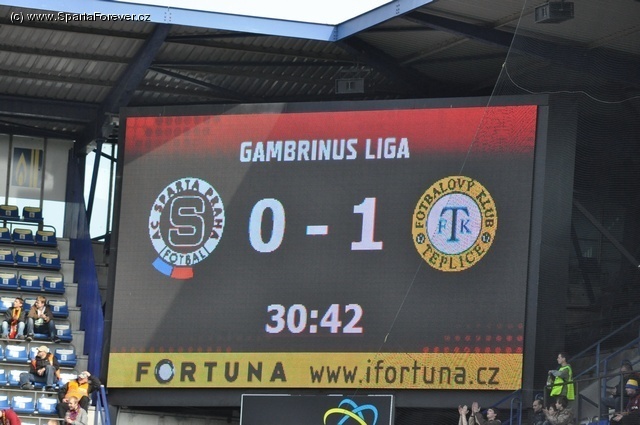 (c) www.SpartaForever.cz
GAMBRINUS LIGA
AC SPARTA PRAHA
S
FOTBAL
0 - 1
FOTBALOVÝ KLUB
FTK
TEPLICE
30:42
FORTUNA www.ifortuna.cz